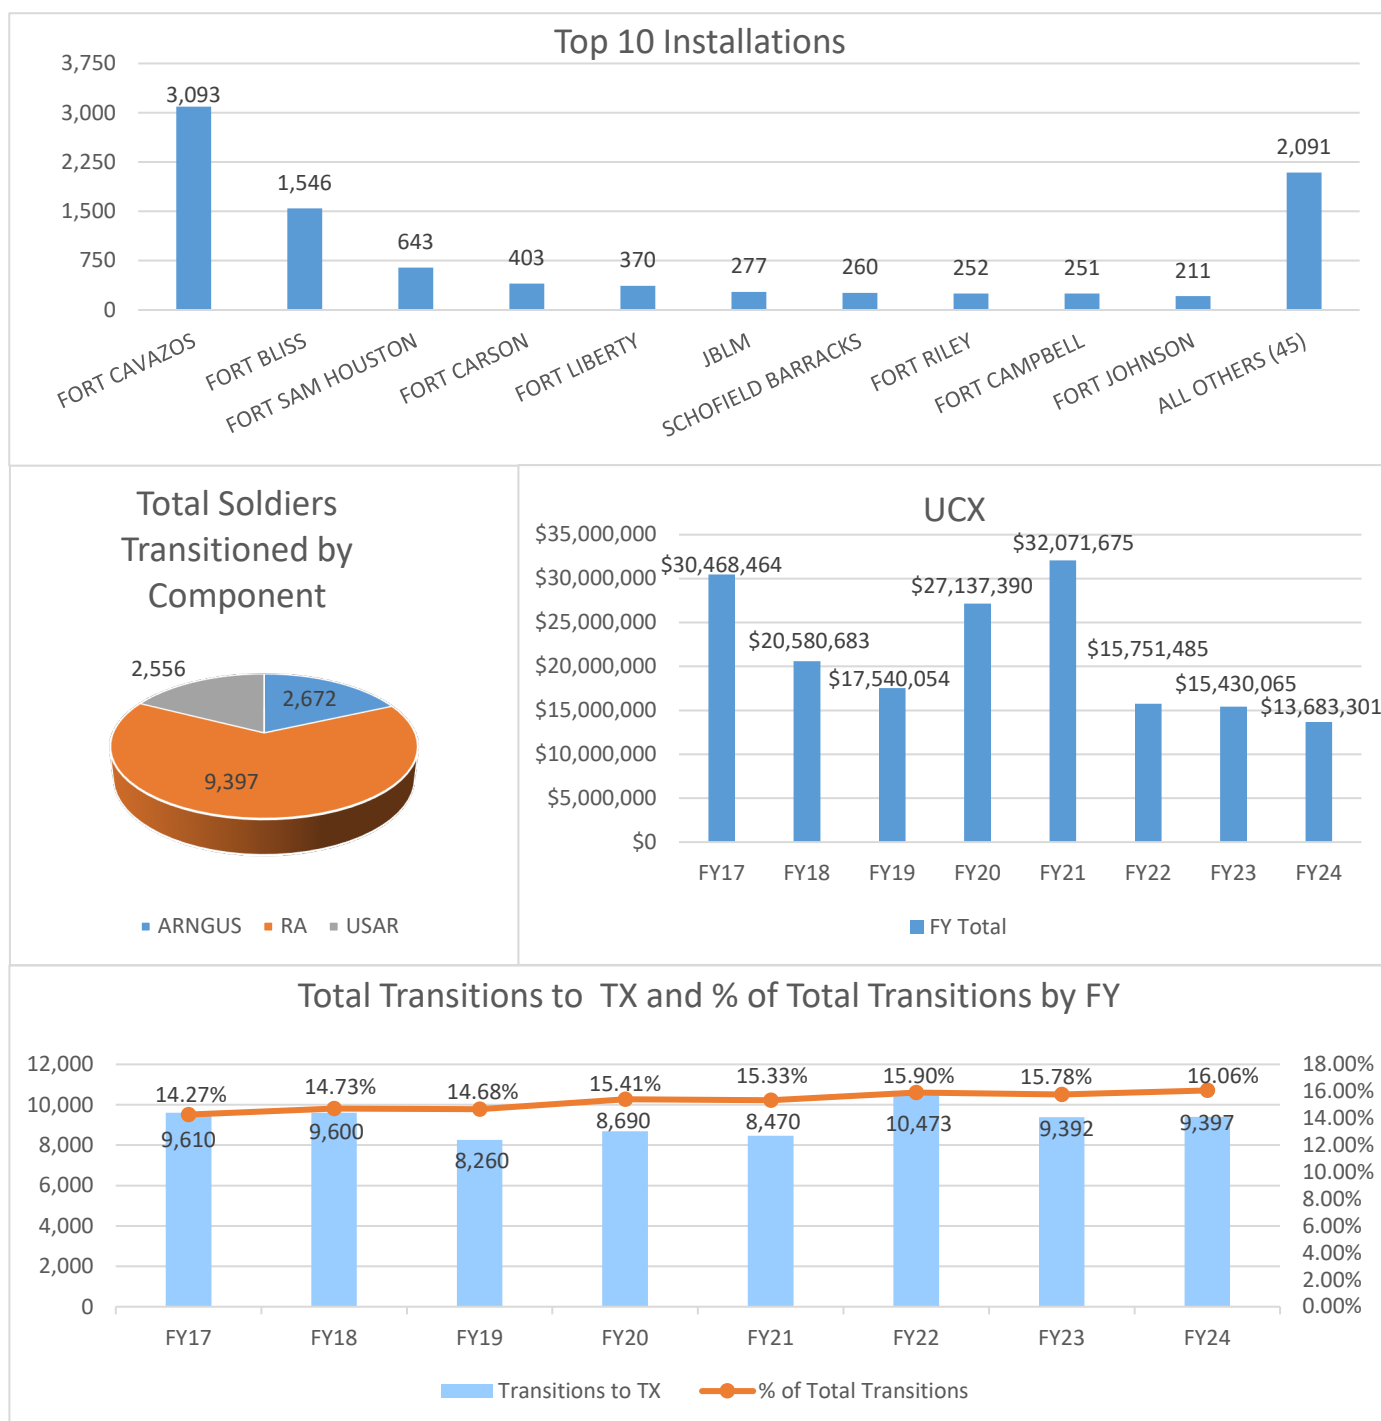 Top 10 Installations
3,750
3,000
2,250
1,500
750
0
3,093
1,546
643
403
370
277
260
252
251
211
2,091
FORT CAVAZOS
FORT BLISS
FORT SAM HOUSTON
FORT CARSON
FORT LIBERTY
JBLM
SCHOFIELD BARRACKS
FORT RILEY
FORT CAMPBELL
FORT JOHNSON
ALL OTHERS (45)
Total Soldiers
Transitioned by
Component
2,556
2,672
9,397
ARNGUS RA USAR
UCX
$35,000,000
$30,000,000
$25,000,000
$20,000,000
$15,000,000
$10,000,000
$5,000,000
$0
$30,468,464
$20,580,683
$17,540,054
$27,137,390
$32,071,675
$15,751,485
$15,430,065
$13,683,301
FY17 FY18 FY19 FY20 FY21 FY22 FY23 FY24
FY Total
Total Transitions to TX and % of Total Transitions by FY
12,000
10,000
8,000
6,000
4,000
2,000
0
14.27% 14.73% 14.68% 15.41% 15.33% 15.90% 15.78% 16.06%
9,610 9,600 8,260 8,690 8,470 10,473 9,392 9,397
18.00%
16.00%
14.00%
12.00%
10.00%
8.00%
6.00%
4.00%
2.00%
0.00%
FY17 FY18 FY19 FY20 FY21 FY22 FY23 FY24
Transitions to TX % of Total Transitions